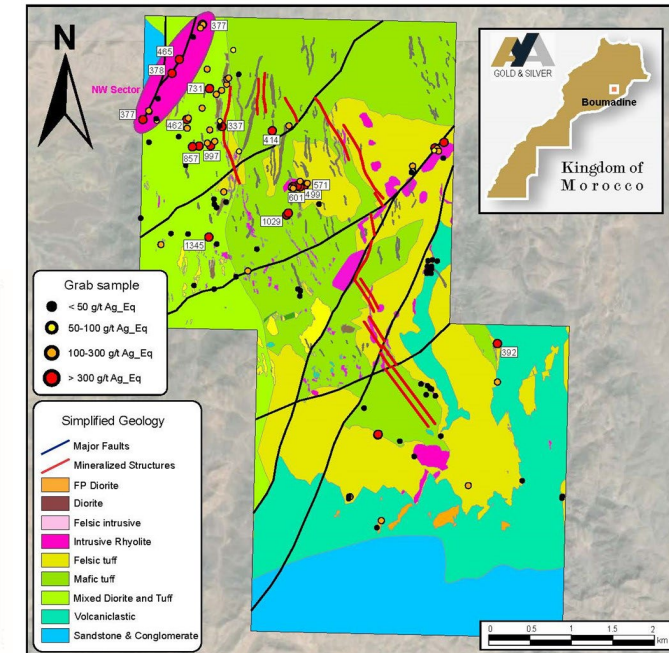 N
377
465
378
NW Sector
731
377
462
337
414
857
997
571
601
499
1029
1345
392
AYA
GOLD & SILVER
Boumadine
Kingdom of
Morocco
Grab sample
< 50 g/t Ag_Eq
50-100 g/t Ag_Eq
100-300 g/t Ag_Eq
> 300 g/t Ag_Eq
Simplified Geology
Major Faults
Mineralized Structures
FP Diorite
Diorite
Felsic intrusive
Intrusive Rhyolite
Felsic tuff
Mafic tuff
Mixed Diorite and Tuff
Volcaniclastic
Sandstone & Conglomerate
0 0.5 1 1.5 2
km